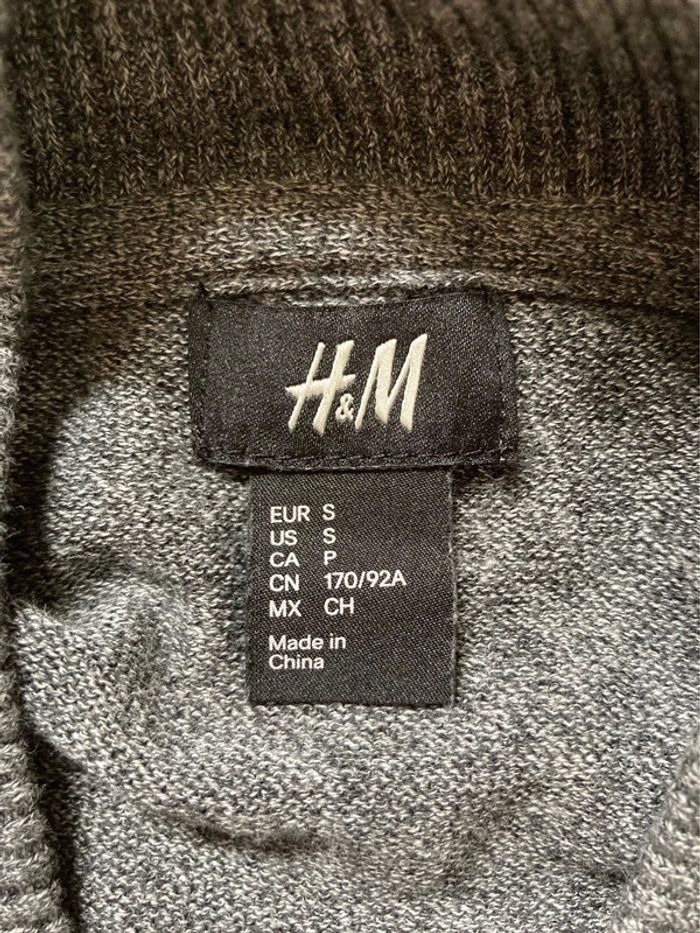 H&M
EUR S
US S
CA P
CN 170/92A
MX CH
Made in
China